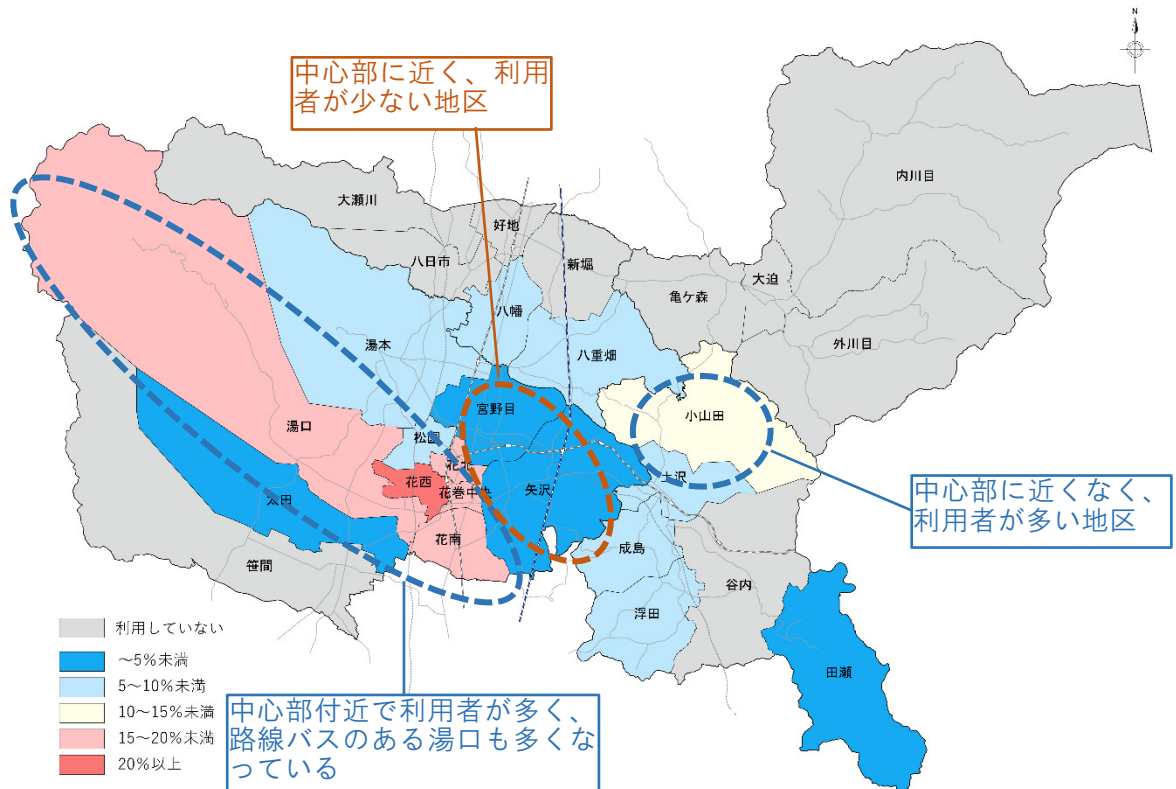 N
中心部に近く、利用
者が少ない地区
内川目
大瀬川
好地
八日市
新堀
大迫
亀ケ森
八幡
外川目
湯本
八重畑
宮野目
小山田
湯口
松園
花北
土沢
花西
花巻中央
矢沢
太田
中心部に近くなく、
利用者が多い地区
花南
成島
笹間
谷内
浮田
田瀬
利用していない
～5%未満
5～10%未満
10～15%未満
15～20%未満
20%以上
中心部付近で利用者が多く、
路線バスのある湯口も多くな
っている